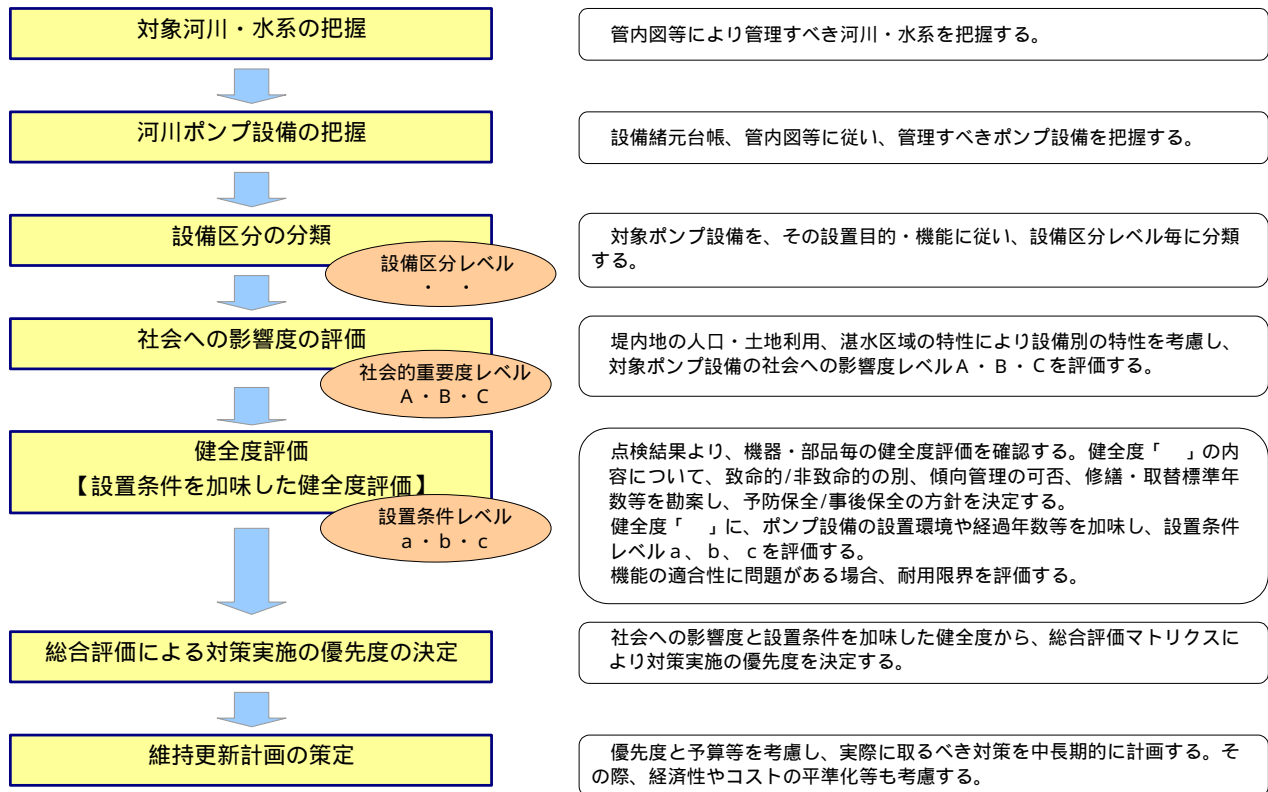 対象河川・水系の把握
管内図等により管理すべき河川・水系を把握する。
河川ポンプ設備の把握
設備緒元台帳、管内図等に従い、管理すべきポンプ設備を把握する。
設備区分の分類
設備区分レベル
・　・
対象ポンプ設備を、その設置目的・機能に従い、設備区分レベル毎に分類
する。
社会への影響度の評価
社会的重要度レベル
A・B・C
堤内地の人口・土地利用、湛水区域の特性により設備別の特性を考慮し、
対象ポンプ設備の社会への影響度レベルA・B・Cを評価する。
健全度評価
【設置条件を加味した健全度評価】
設置条件レベル
a・b・c
点検結果より、機器・部品毎の健全度評価を確認する。健全度「　」の内
容について、致命的/非致命的の別、傾向管理の可否、修繕・取替標準年
数等を勘案し、予防保全/事後保全の方針を決定する。
健全度「　」に、ポンプ設備の設置環境や経過年数等を加味し、設置条件
レベルa、b、cを評価する。
機能の適合性に問題がある場合、耐用限界を評価する。
総合評価による対策実施の優先度の決定
社会への影響度と設置条件を加味した健全度から、総合評価マトリクスに
より対策実施の優先度を決定する。
維持更新計画の策定
優先度と予算等を考慮し、実際に取るべき対策を中長期的に計画する。そ
の際、経済性やコストの平準化等も考慮する。